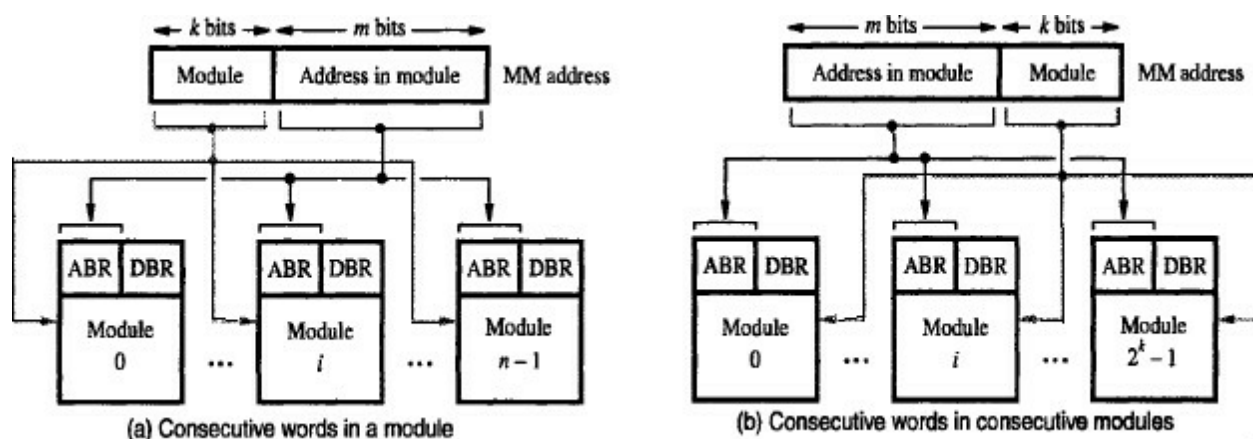 k bits m bits
Module Address in module MM address
ABR DBR ABR DBR ABR DBR
Module Module Module
0 ... i ... n – 1
(a) Consecutive words in a module
m bits k bits
Address in module Module MM address
ABR DBR ABR DBR ABR DBR
Module Module Module
0 ... i ... 2^k – 1
(b) Consecutive words in consecutive modules